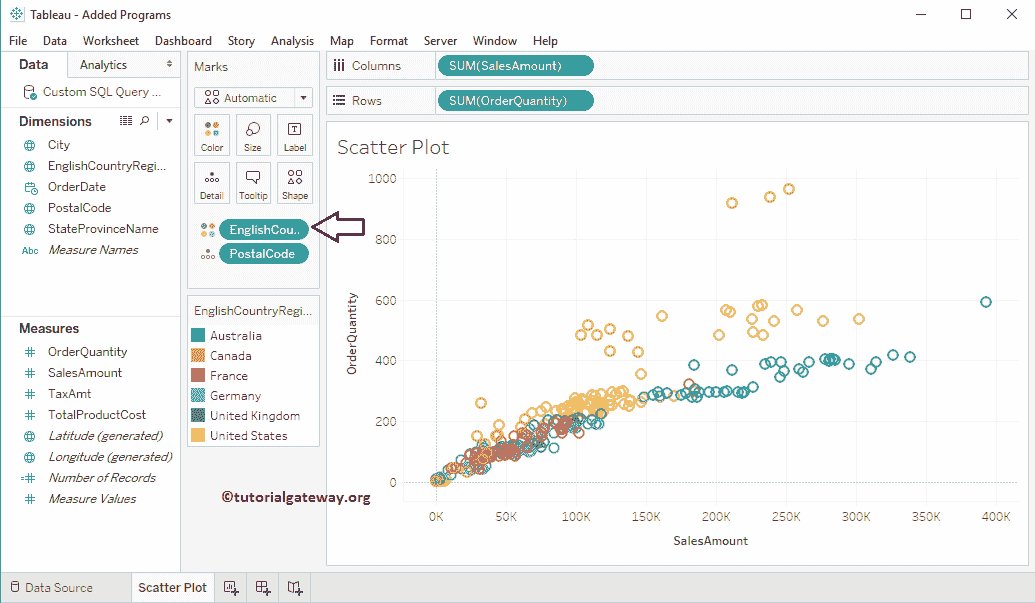 Tableau - Added Programs
File Data Worksheet Dashboard Story Analysis Map Format Server Window Help
Data Analytics
Custom SQL Query ...
Dimensions
City
EnglishCountryRegi...
OrderDate
PostalCode
StateProvinceName
Abc Measure Names
Measures
OrderQuantity
SalesAmount
TaxAmt
TotalProductCost
Latitude (generated)
Longitude (generated)
Number of Records
Measure Values
Marks
Automatic
Color Size Label
Detail Tooltip Shape
EnglishCou..
PostalCode
EnglishCountryRegi...
Australia
Canada
France
Germany
United Kingdom
United States
©tutorialgateway.org
Columns SUM(SalesAmount)
Rows SUM(OrderQuantity)
Scatter Plot
OrderQuantity
1000
800
600
400
200
0
0K 50K 100K 150K 200K 250K 300K 350K 400K
SalesAmount
Data Source Scatter Plot